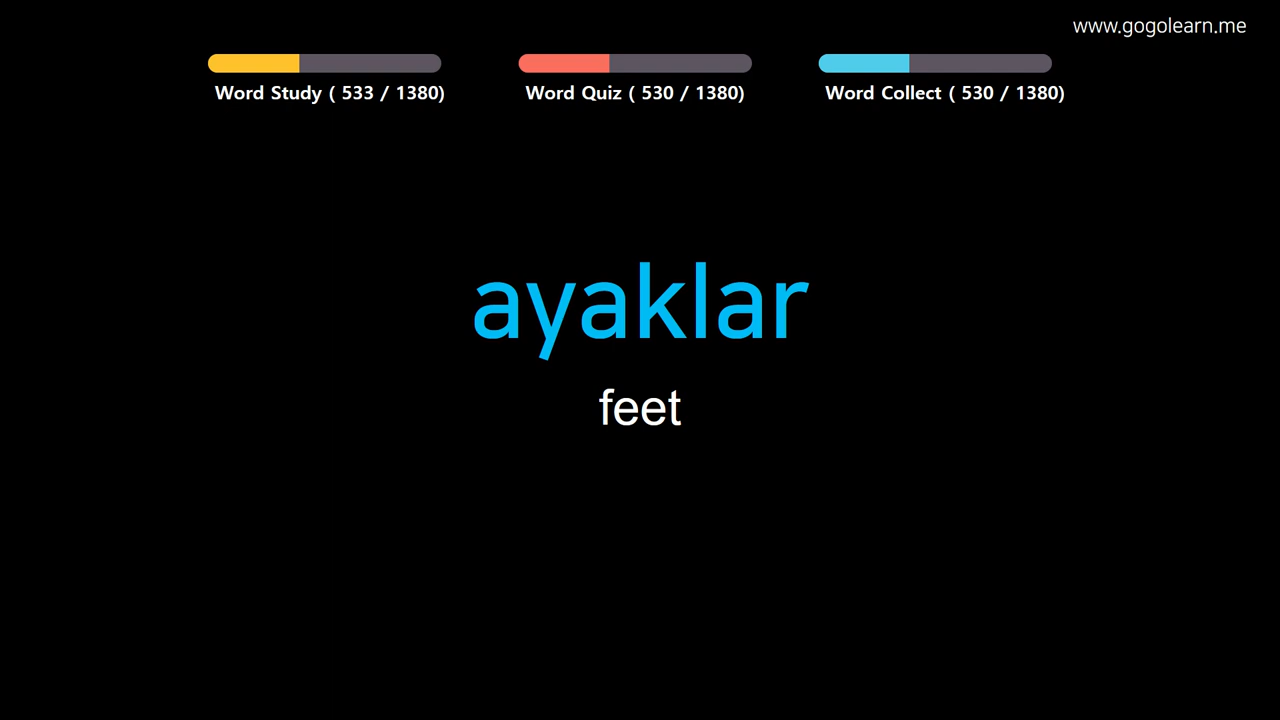 www.gogolearn.me
Word Study ( 533 / 1380)
Word Quiz ( 530 / 1380)
Word Collect ( 530 / 1380)
ayaklar
feet